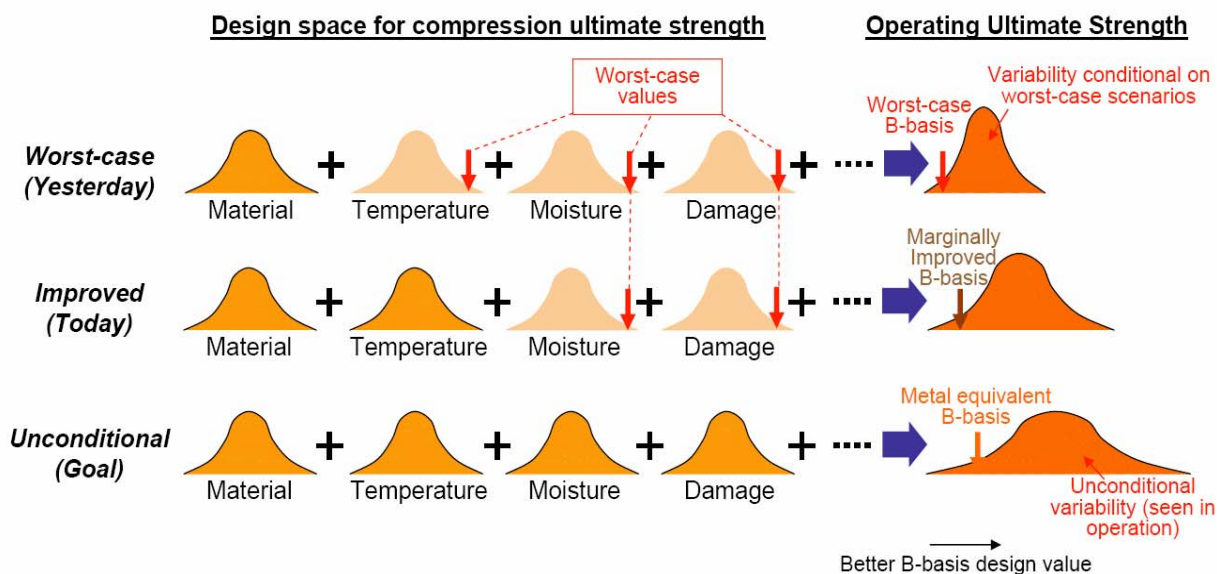 Design space for compression ultimate strength
Operating Ultimate Strength
Worst-case
values
Variability conditional on
worst-case scenarios
Worst-case
B-basis
Worst-case
(Yesterday)
+ + + + ....
Material
Temperature
Moisture
Damage
Marginally
Improved
B-basis
Improved
(Today)
+ + + + ....
Material
Temperature
Moisture
Damage
Metal equivalent
B-basis
Unconditional
(Goal)
+ + + + ....
Material
Temperature
Moisture
Damage
Unconditional
variability (seen in
operation)
Better B-basis design value